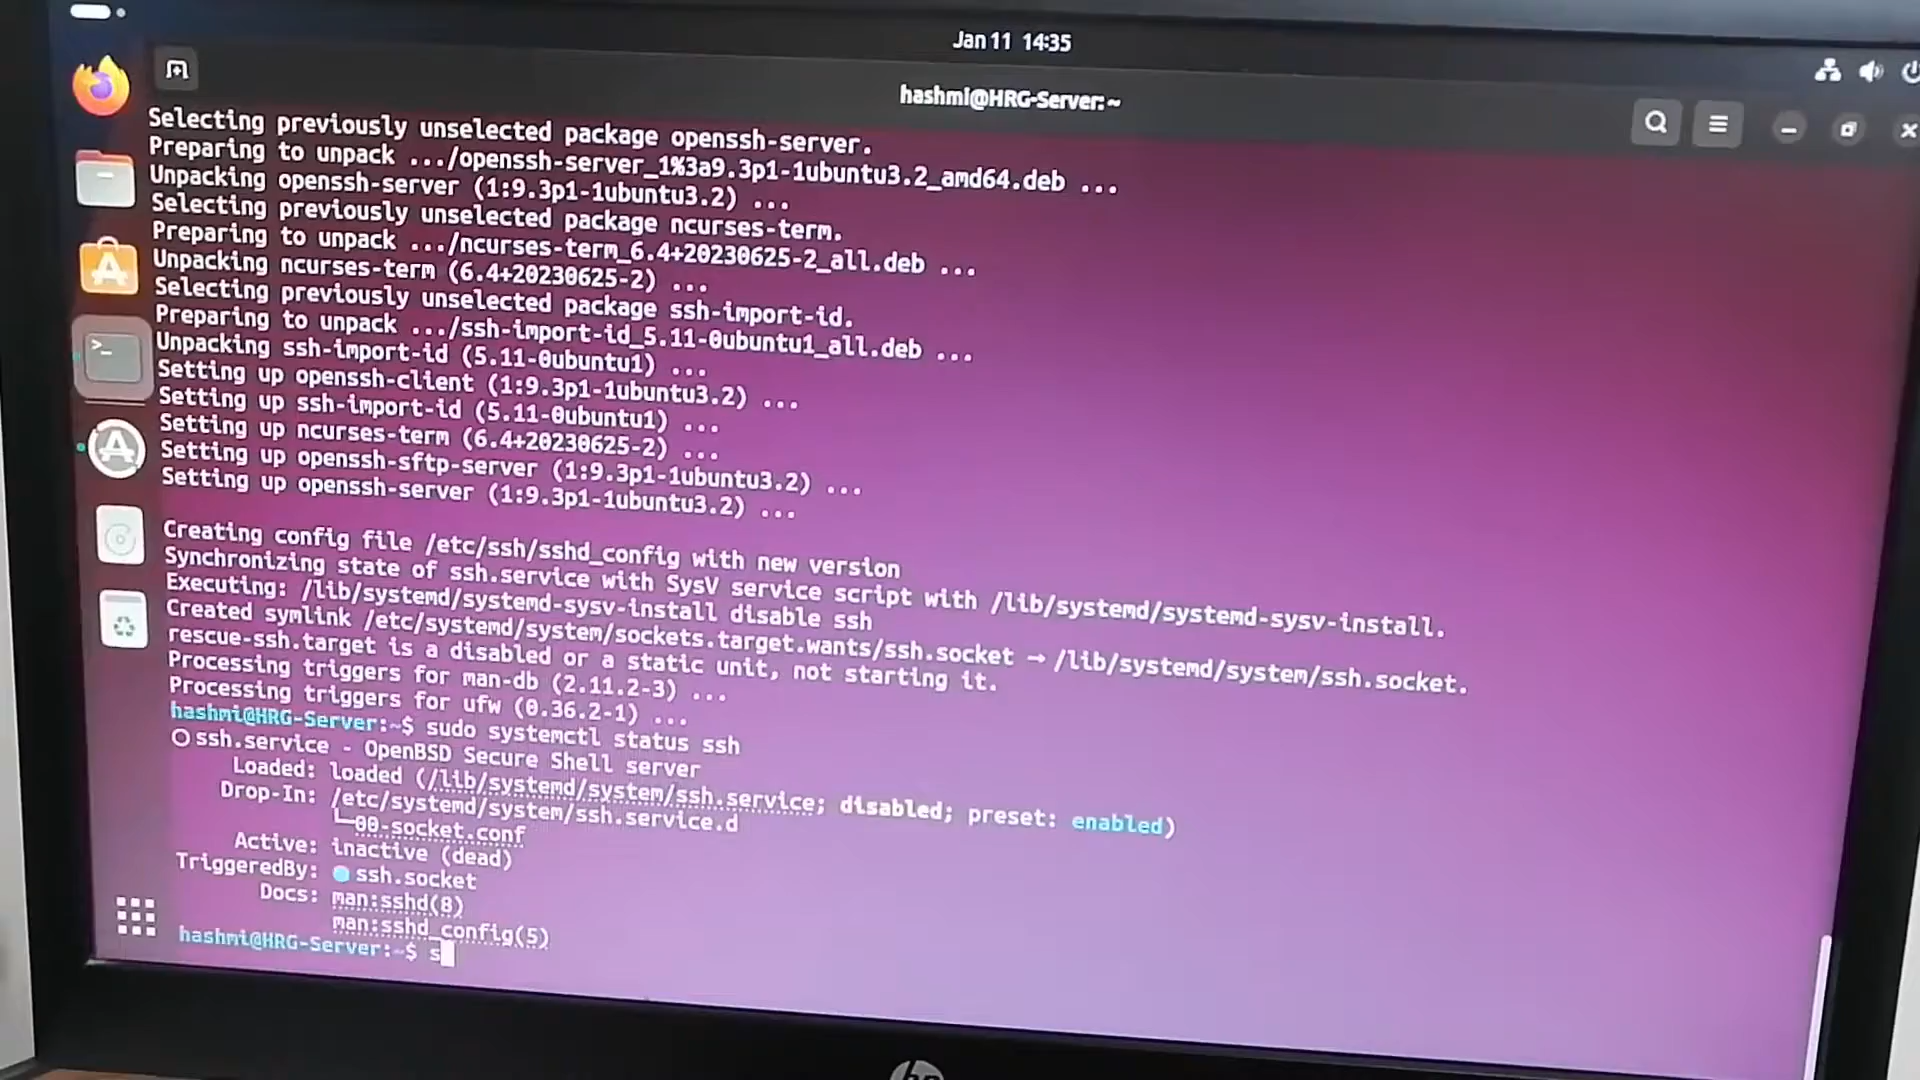 Jan 11 14:35
hashmi@HRG-Server:~
Selecting previously unselected package openssh-server.
Preparing to unpack .../openssh-server_1%3a9.3p1-1ubuntu3.2_amd64.deb ...
Unpacking openssh-server (1:9.3p1-1ubuntu3.2) ...
Selecting previously unselected package ncurses-term.
Preparing to unpack .../ncurses-term_6.4+20230625-2_all.deb ...
Unpacking ncurses-term (6.4+20230625-2) ...
Selecting previously unselected package ssh-import-id.
Preparing to unpack .../ssh-import-id_5.11-0ubuntu1_all.deb ...
Unpacking ssh-import-id (5.11-0ubuntu1) ...
Setting up openssh-client (1:9.3p1-1ubuntu3.2) ...
Setting up ssh-import-id (5.11-0ubuntu1) ...
Setting up ncurses-term (6.4+20230625-2) ...
Setting up openssh-sftp-server (1:9.3p1-1ubuntu3.2) ...
Setting up openssh-server (1:9.3p1-1ubuntu3.2) ...
Creating config file /etc/ssh/sshd_config with new version
Synchronizing state of ssh.service with SysV service script with /lib/systemd/systemd-sysv-install.
Executing: /lib/systemd/systemd-sysv-install disable ssh
Created symlink /etc/systemd/system/sockets.target.wants/ssh.socket → /lib/systemd/system/ssh.socket.
rescue-ssh.target is a disabled or a static unit, not starting it.
Processing triggers for man-db (2.11.2-3) ...
Processing triggers for ufw (0.36.2-1) ...
hashmi@HRG-Server:~$ sudo systemctl status ssh
○ ssh.service - OpenBSD Secure Shell server
Loaded: loaded (/lib/systemd/system/ssh.service; disabled; preset: enabled)
Drop-In: /etc/systemd/system/ssh.service.d
└─00-socket.conf
Active: inactive (dead)
TriggeredBy: ● ssh.socket
Docs: man:sshd(8)
man:sshd_config(5)
hashmi@HRG-Server:~$ s
hp